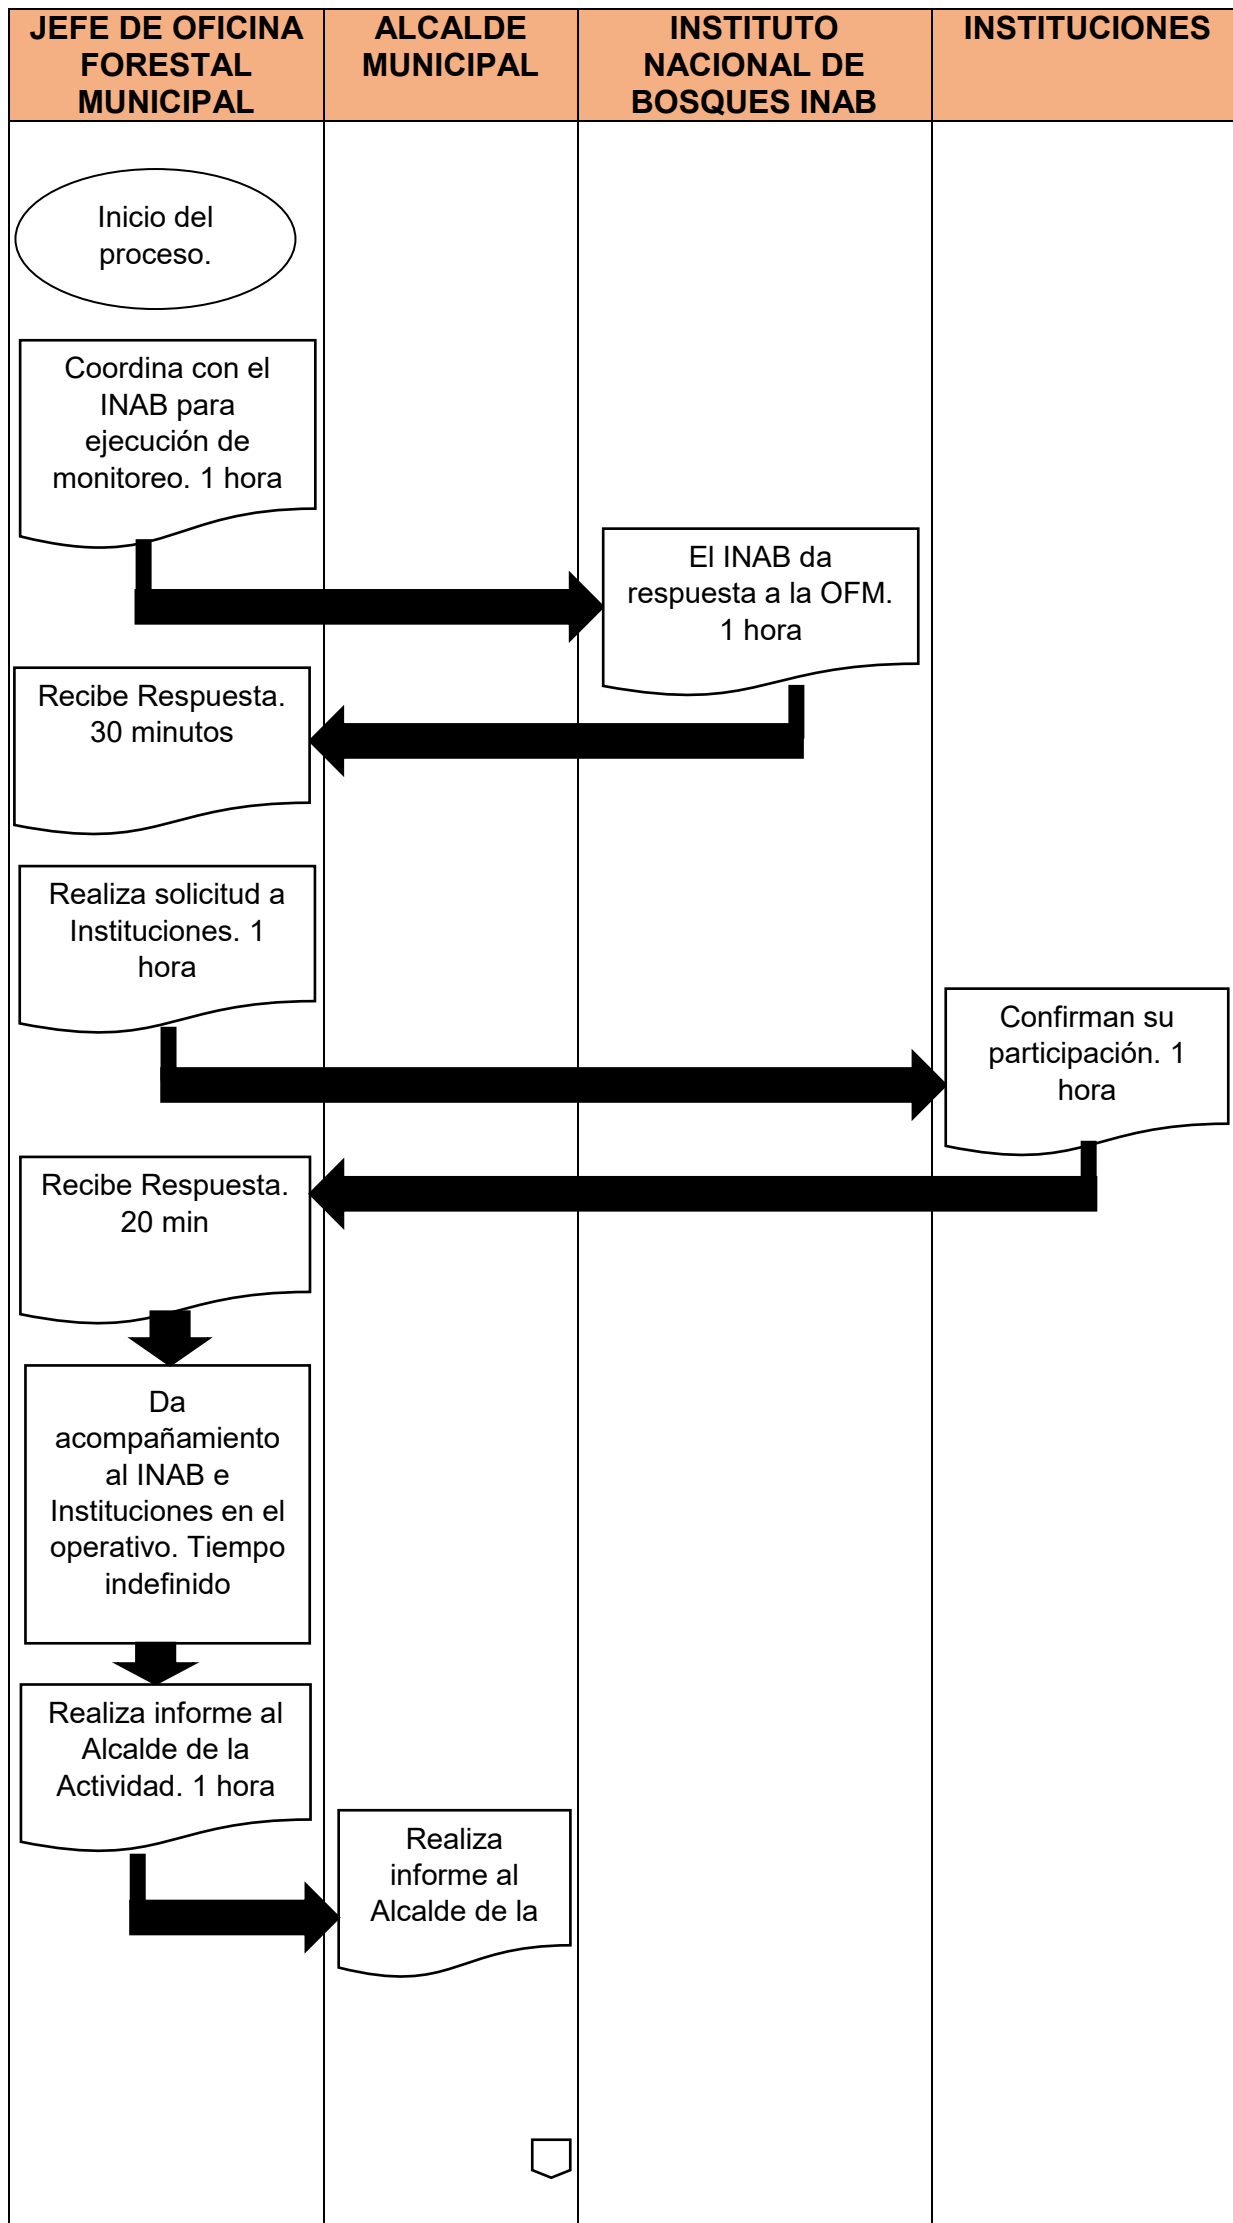 JEFE DE OFICINA
FORESTAL
MUNICIPAL
ALCALDE
MUNICIPAL
INSTITUTO
NACIONAL DE
BOSQUES INAB
INSTITUCIONES
Inicio del
proceso.
Coordina con el
INAB para
ejecución de
monitoreo. 1 hora
El INAB da
respuesta a la OFM.
1 hora
Recibe Respuesta.
30 minutos
Realiza solicitud a
Instituciones. 1
hora
Confirman su
participación. 1
hora
Recibe Respuesta.
20 min
Da
acompañamiento
al INAB e
Instituciones en el
operativo. Tiempo
indefinido
Realiza informe al
Alcalde de la
Actividad. 1 hora
Realiza
informe al
Alcalde de la